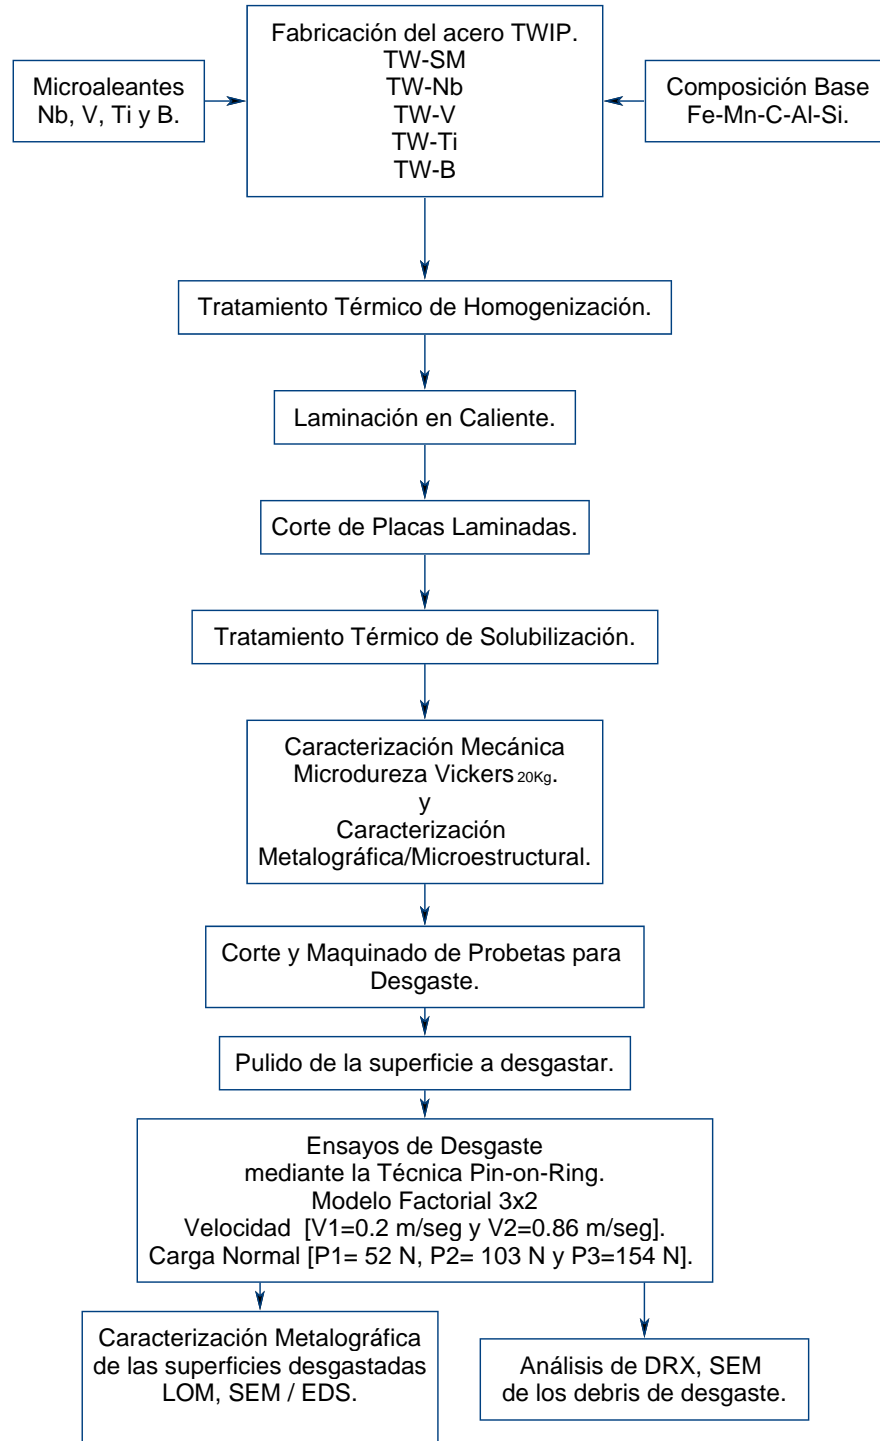 Fabricación del acero TWIP.
TW-SM
TW-Nb
TW-V
TW-Ti
TW-B
Microaleantes
Nb, V, Ti y B.
Composición Base
Fe-Mn-C-Al-Si.
Tratamiento Térmico de Homogenización.
Laminación en Caliente.
Corte de Placas Laminadas.
Tratamiento Térmico de Solubilización.
Caracterización Mecánica
Microdureza Vickers 20Kg.
y
Caracterización
Metalográfica/Microestructural.
Corte y Maquinado de Probetas para
Desgaste.
Pulido de la superficie a desgastar.
Ensayos de Desgaste
mediante la Técnica Pin-on-Ring.
Modelo Factorial 3x2
Velocidad [V1=0.2 m/seg y V2=0.86 m/seg].
Carga Normal [P1= 52 N, P2= 103 N y P3=154 N].
Caracterización Metalográfica
de las superficies desgastadas
LOM, SEM / EDS.
Análisis de DRX, SEM
de los debris de desgaste.